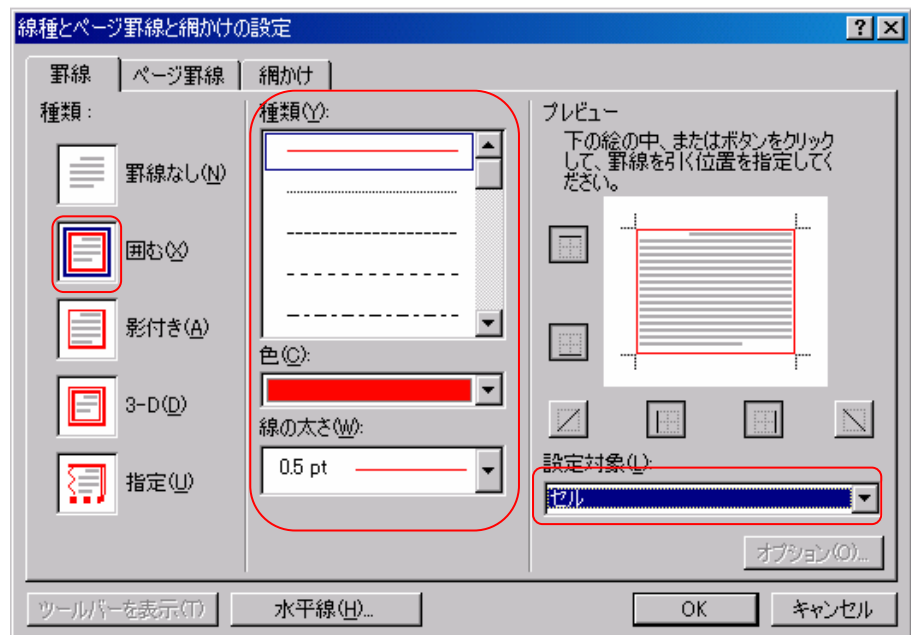 線種とページ罫線と網かけの設定
罫線
ページ罫線
網かけ
種類:
罫線なし(N)
囲む(X)
影付き(A)
3-D(D)
指定(U)
種類(Y):
色(C):
線の太さ(W):
0.5 pt
プレビュー
下の絵の中、またはボタンをクリック
して、罫線を引く位置を指定してく
ださい。
設定対象(L):
セル
オプション(O)...
ツールバーを表示(T)
水平線(H)...
OK
キャンセル